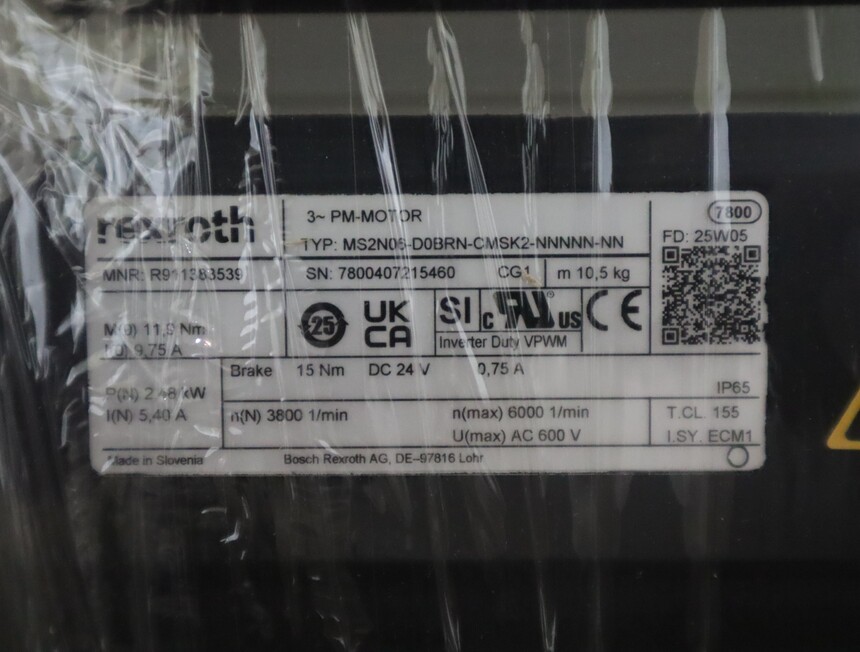 rexroth
3~ PM-MOTOR
7800
TYP: MS2N06-D0BRN-CMSK2-NNNNN-NN
FD: 25W05
MNR: R911383539
SN: 7800407215460
CG1
m 10,5 kg
M(0) 11,9 Nm
I(0) 9,75 A
25
UK
CA
SI
c UL us
CE
Inverter Duty VPWM
Brake 15 Nm DC 24 V 0,75 A
IP65
P(N) 2,48 kW
I(N) 5,40 A
n(N) 3800 1/min
n(max) 6000 1/min
U(max) AC 600 V
T.CL. 155
I.SY. ECM1
Made in Slovenia
Bosch Rexroth AG, DE-97816 Lohr